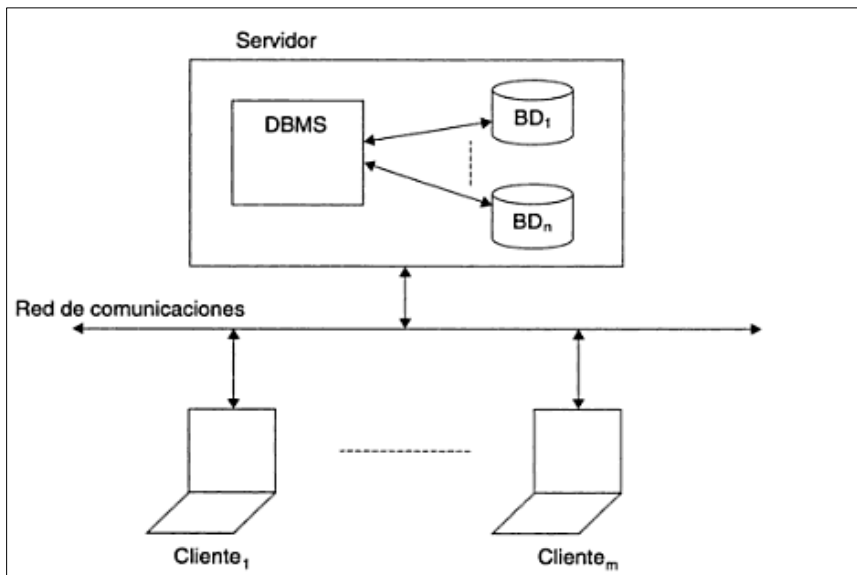 Servidor
DBMS
BD₁
BDₙ
Red de comunicaciones
Cliente₁
Clienteₘ